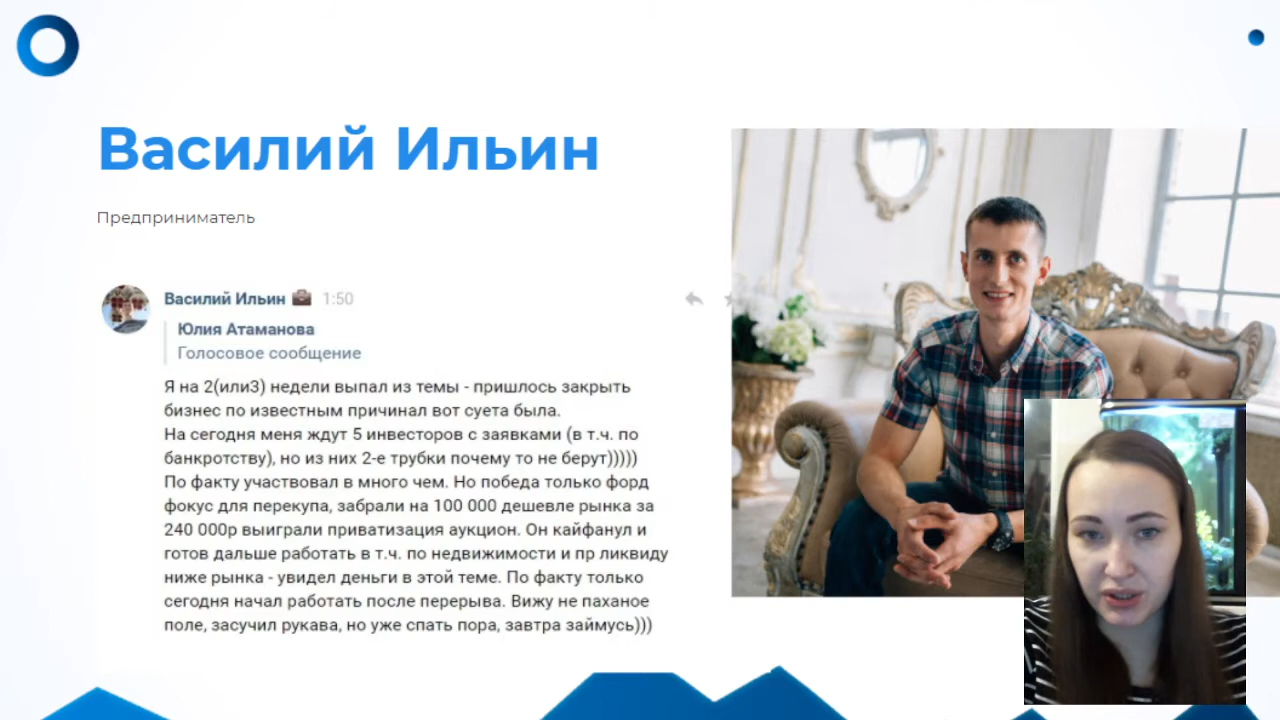 Василий Ильин
Предприниматель
Василий Ильин 1:50
Юлия Атаманова
Голосовое сообщение
Я на 2(или3) недели выпал из темы - пришлось закрыть
бизнес по известным причинал вот суета была.
На сегодня меня ждут 5 инвесторов с заявками (в т.ч. по
банкротству), но из них 2-е трубки почему то не берут)))))
По факту участвовал в много чем. Но победа только форд
фокус для перекупа, забрали на 100 000 дешевле рынка за
240 000р выиграли приватизация аукцион. Он кайфанул и
готов дальше работать в т.ч. по недвижимости и пр ликвиду
ниже рынка - увидел деньги в этой теме. По факту только
сегодня начал работать после перерыва. Вижу не паханое
поле, засучил рукава, но уже спать пора, завтра займусь)))